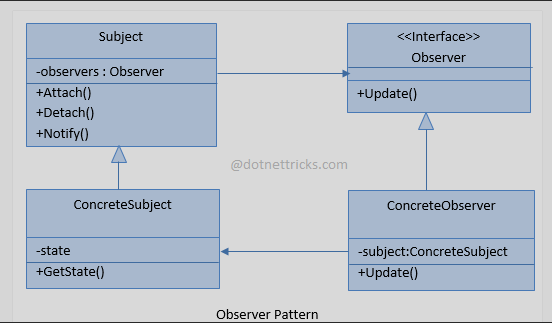 Subject
-observers : Observer
+Attach()
+Detach()
+Notify()
<<Interface>>
Observer
+Update()
@dotnettricks.com
ConcreteSubject
-state
+GetState()
ConcreteObserver
-subject:ConcreteSubject
+Update()
Observer Pattern